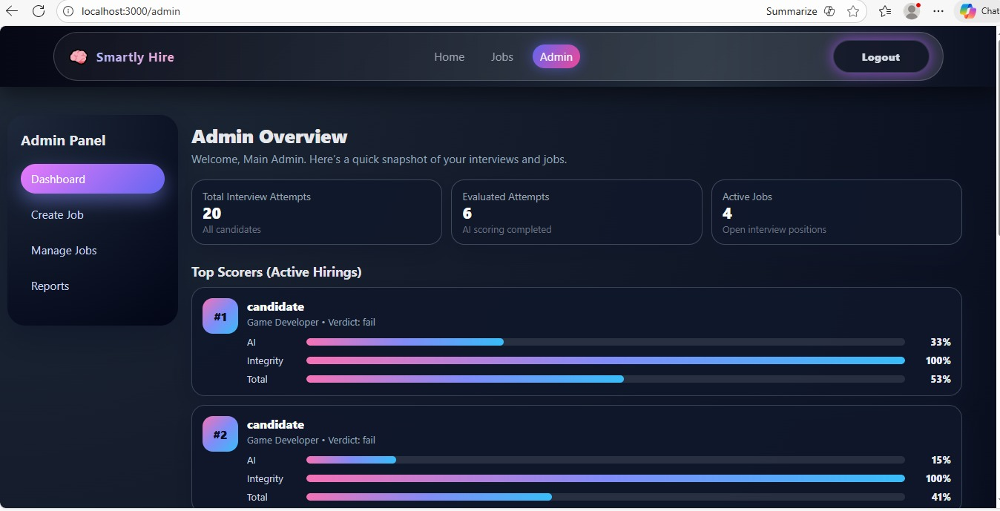 localhost:3000/admin
Summarize
Chat
🧠 Smartly Hire
Home
Jobs
Admin
Logout
Admin Panel
Dashboard
Create Job
Manage Jobs
Reports
Admin Overview
Welcome, Main Admin. Here's a quick snapshot of your interviews and jobs.
Total Interview Attempts
20
All candidates
Evaluated Attempts
6
AI scoring completed
Active Jobs
4
Open interview positions
Top Scorers (Active Hirings)
#1
candidate
Game Developer • Verdict: fail
AI 33%
Integrity 100%
Total 53%
#2
candidate
Game Developer • Verdict: fail
AI 15%
Integrity 100%
Total 41%